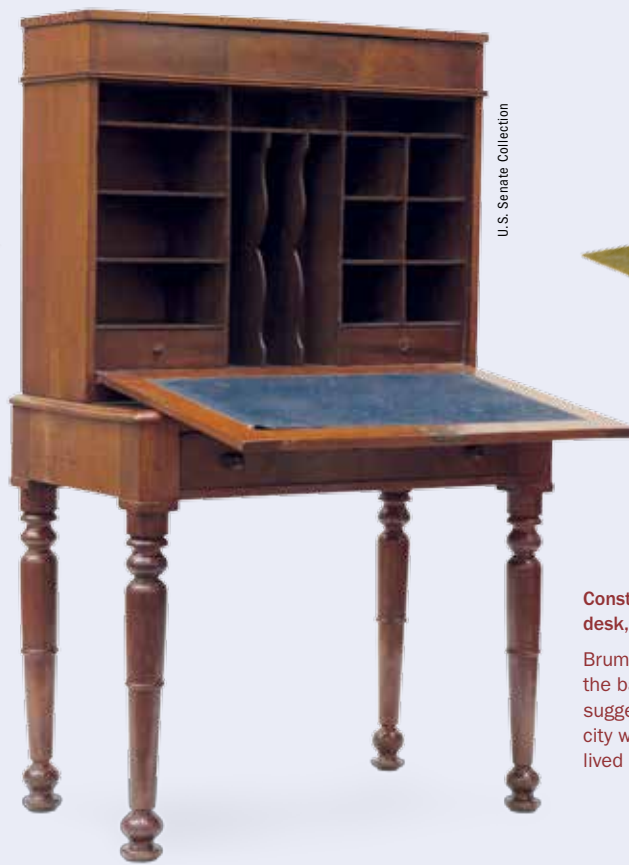 U.S. Senate Collection
Const
desk,
Brum
the b
sugge
city w
lived